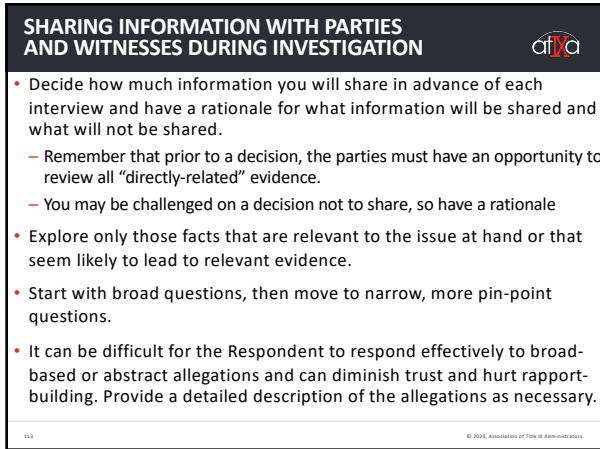 SHARING INFORMATION WITH PARTIES
AND WITNESSES DURING INVESTIGATION
atIXa
• Decide how much information you will share in advance of each
interview and have a rationale for what information will be shared and
what will not be shared.
– Remember that prior to a decision, the parties must have an opportunity to
review all “directly-related” evidence.
– You may be challenged on a decision not to share, so have a rationale
• Explore only those facts that are relevant to the issue at hand or that
seem likely to lead to relevant evidence.
• Start with broad questions, then move to narrow, more pin-point
questions.
• It can be difficult for the Respondent to respond effectively to broad-
based or abstract allegations and can diminish trust and hurt rapport-
building. Provide a detailed description of the allegations as necessary.
113
© 2020, Association of Title IX Administrators.